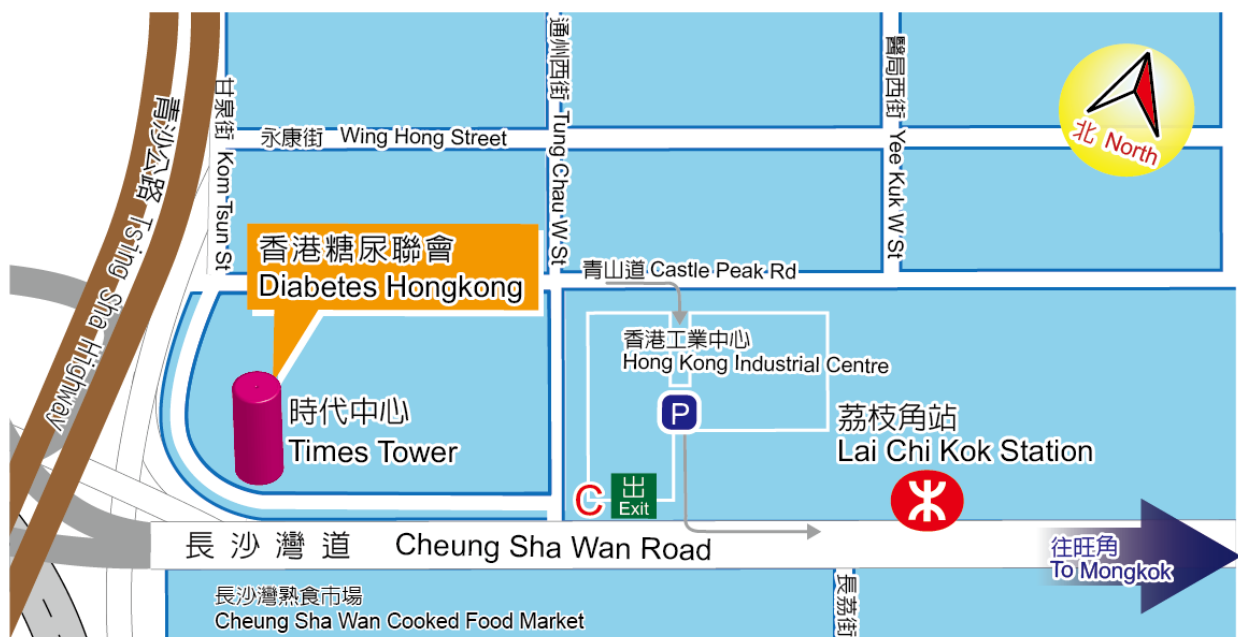 通州西街 Tung Chau W St
醫局西街 Yee Kuk W St
甘泉街 Kom Tsun St
青沙公路 Tsing Sha Highway
永康街 Wing Hong Street
北 North
香港糖尿聯會
Diabetes Hongkong
青山道 Castle Peak Rd
香港工業中心
Hong Kong Industrial Centre
P
時代中心
Times Tower
荔枝角站
Lai Chi Kok Station
C
出
Exit
長沙灣道 Cheung Sha Wan Road
往旺角
To Mongkok
長荔街
長沙灣熟食市場
Cheung Sha Wan Cooked Food Market